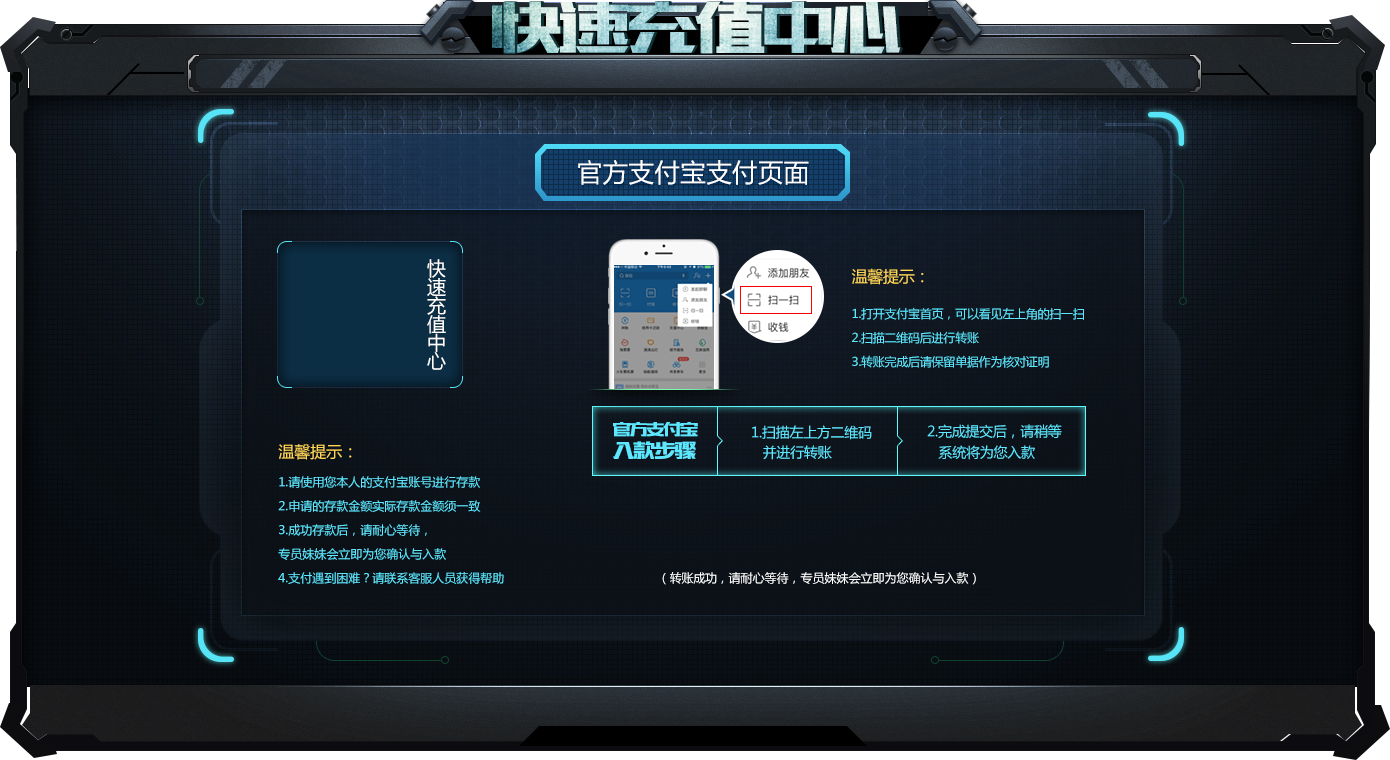 快速充值中心
官方支付宝支付页面
快速充值中心
添加朋友
扫一扫
收钱
温馨提示：
1.打开支付宝首页，可以看见左上角的扫一扫
2.扫描二维码后进行转账
3.转账完成后请保留单据作为核对证明
官方支付宝
入款步骤
1.扫描左上方二维码
并进行转账
2.完成提交后，请稍等
系统将为您入款
温馨提示：
1.请使用您本人的支付宝账号进行存款
2.申请的存款金额实际存款金额须一致
3.成功存款后，请耐心等待，
专员妹妹会立即为您确认与入款
4.支付遇到困难？请联系客服人员获得帮助
（转账成功，请耐心等待，专员妹妹会立即为您确认与入款）